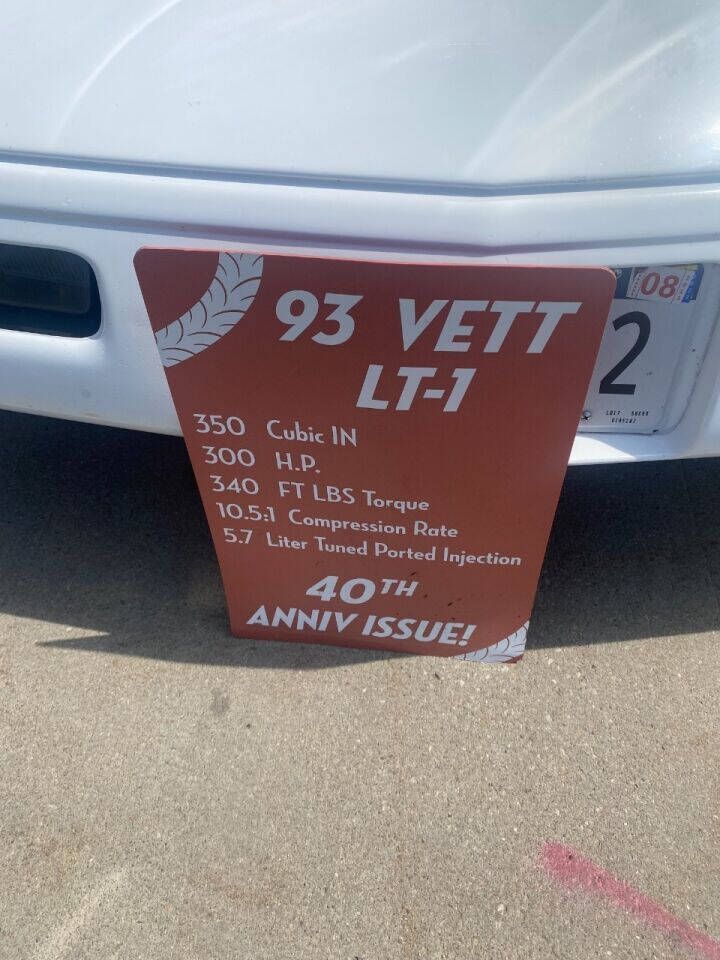 93 VETT
LT-1
350 Cubic IN
300 H.P.
340 FT LBS Torque
10.5:1 Compression Rate
5.7 Liter Tuned Ported Injection
40TH
ANNIV ISSUE!
08
2